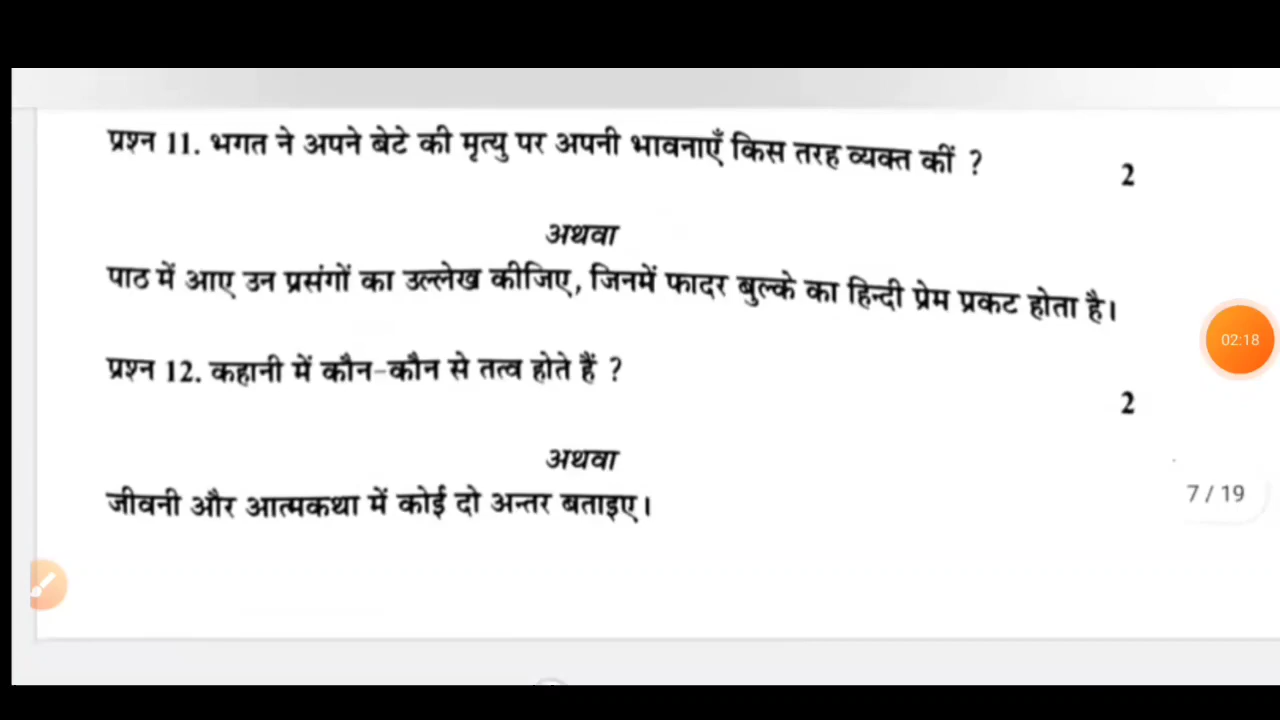 प्रश्न 11. भगत ने अपने बेटे की मृत्यु पर अपनी भावनाएँ किस तरह व्यक्त कीं ?
2
अथवा
पाठ में आए उन प्रसंगों का उल्लेख कीजिए, जिनमें फादर बुल्के का हिन्दी प्रेम प्रकट होता है।
02:18
प्रश्न 12. कहानी में कौन-कौन से तत्व होते हैं ?
2
अथवा
7 / 19
जीवनी और आत्मकथा में कोई दो अन्तर बताइए।